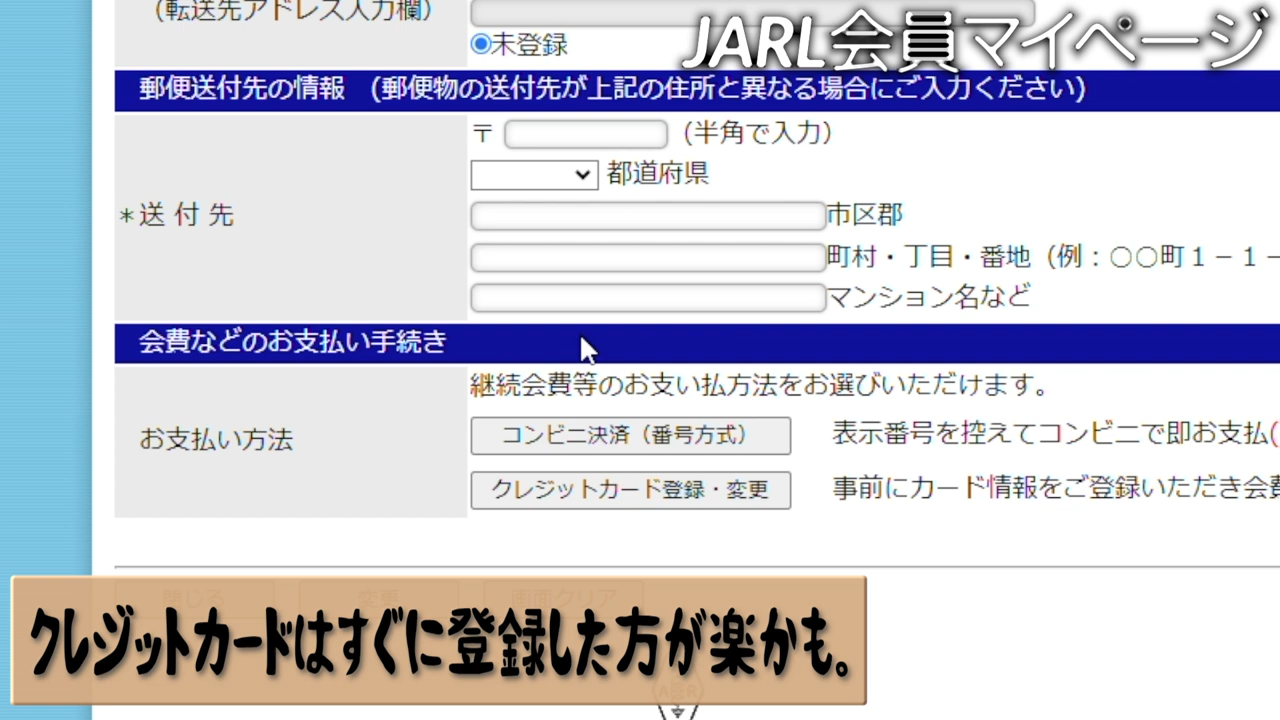 (転送先アドレス入力欄)
JARL会員マイページ
未登録
郵便送付先の情報 (郵便物の送付先が上記の住所と異なる場合にご入力ください)
〒 (半角で入力)
都道府県
*送 付 先
市区郡
町村・丁目・番地 (例:○○町1-1-
マンション名など
会費などのお支払い手続き
継続会費等のお支い払方法をお選びいただけます。
お支払い方法
コンビニ決済(番号方式) 表示番号を控えてコンビニで即お支払(
クレジットカード登録・変更 事前にカード情報をご登録いただき会費
閉じる 変更 画面クリア
クレジットカードはすぐに登録した方が楽かも。